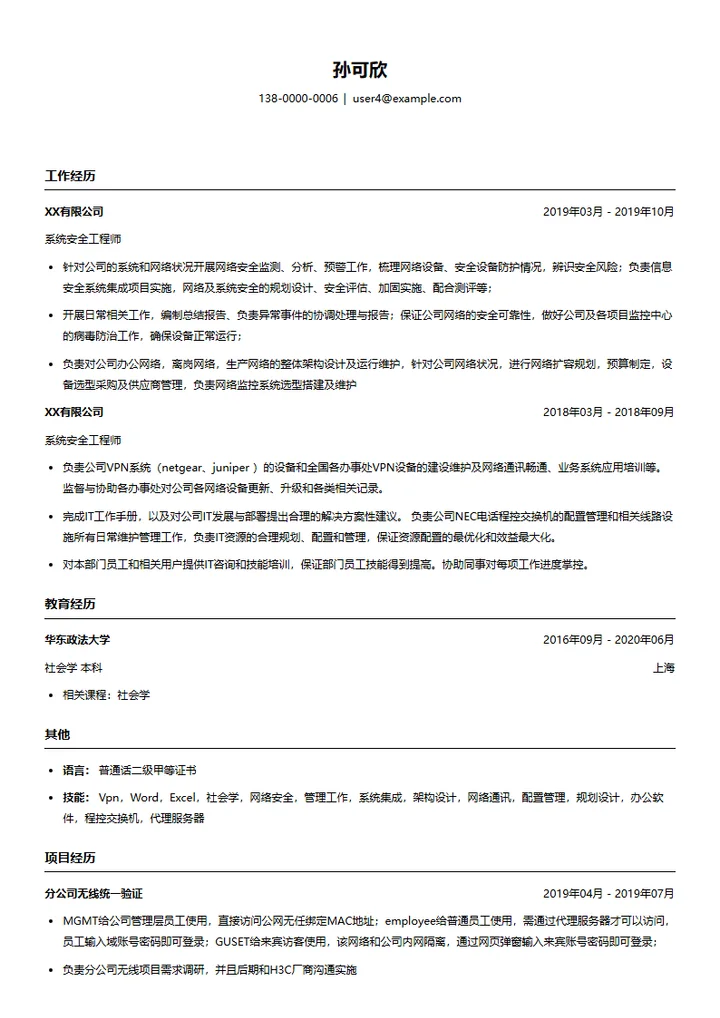 孙可欣
138-0000-0006 | user4@example.com
工作经历
XX有限公司 2019年03月 - 2019年10月
系统安全工程师
• 针对公司的系统和网络状况开展网络安全监测、分析、预警工作，梳理网络设备、安全设备防护情况，辨识安全风险；负责信息
安全系统集成项目实施，网络及系统安全的规划设计、安全评估、加固实施、配合测评等；
• 开展日常相关工作，编制总结报告、负责异常事件的协调处理与报告；保证公司网络的安全可靠性，做好公司及各项目监控中心
的病毒防治工作，确保设备正常运行；
• 负责对公司办公网络，离岗网络，生产网络的整体架构设计及运行维护，针对公司网络状况，进行网络扩容规划，预算制定，设
备选型采购及供应商管理，负责网络监控系统选型搭建及维护
XX有限公司 2018年03月 - 2018年09月
系统安全工程师
• 负责公司VPN系统（netgear、juniper ）的设备和全国各办事处VPN设备的建设维护及网络通讯畅通、业务系统应用培训等。
监督与协助各办事处对公司各网络设备更新、升级和各类相关记录。
• 完成IT工作手册，以及对公司IT发展与部署提出合理的解决方案性建议。 负责公司NEC电话程控交换机的配置管理和相关线路设
施所有日常维护管理工作，负责IT资源的合理规划、配置和管理，保证资源配置的最优化和效益最大化。
• 对本部门员工和相关用户提供IT咨询和技能培训，保证部门员工技能得到提高。协助同事对每项工作进度掌控。
教育经历
华东政法大学 2016年09月 - 2020年06月
社会学 本科 上海
• 相关课程：社会学
其他
• 语言： 普通话二级甲等证书
• 技能： Vpn，Word，Excel，社会学，网络安全，管理工作，系统集成，架构设计，网络通讯，配置管理，规划设计，办公软
件，程控交换机，代理服务器
项目经历
分公司无线统一验证 2019年04月 - 2019年07月
• MGMT给公司管理层员工使用，直接访问公网无任绑定MAC地址；employee给普通员工使用，需通过代理服务器才可以访问，
员工输入域账号密码即可登录；GUSET给来宾访客使用，该网络和公司内网隔离，通过网页弹窗输入来宾账号密码即可登录；
• 负责分公司无线项目需求调研，并且后期和H3C厂商沟通实施